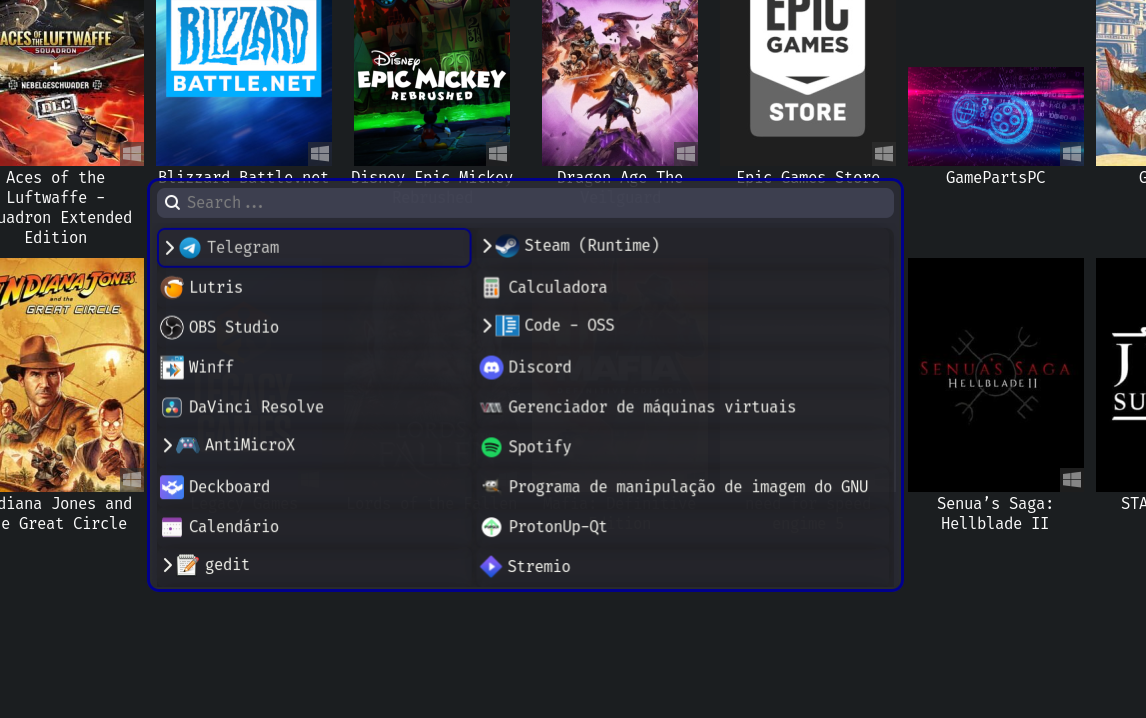 ACES OF THE
LUFTWAFFE
SQUADRON
NEBELGESCHWADER
DLC
BLIZZARD
BATTLE.NET
Disney
EPIC MICKEY
REBRUSHED
EPIC
GAMES
STORE
Aces of the
Luftwaffe –
uadron Extended
Edition
Blizzard Battle.net
Disney Epic Mickey
Dragon Age The
Epic Games Store
GamePartsPC
G
Search...
Telegram
Steam (Runtime)
Lutris
Calculadora
OBS Studio
Code - OSS
Winff
Discord
DaVinci Resolve
Gerenciador de máquinas virtuais
AntiMicroX
Spotify
Deckboard
Programa de manipulação de imagem do GNU
Calendário
ProtonUp-Qt
gedit
Stremio
INDIANA JONES
and the
GREAT CIRCLE
SENUA'S SAGA
HELLBLADE II
J
SU
diana Jones and
e Great Circle
Senua’s Saga:
Hellblade II
STA